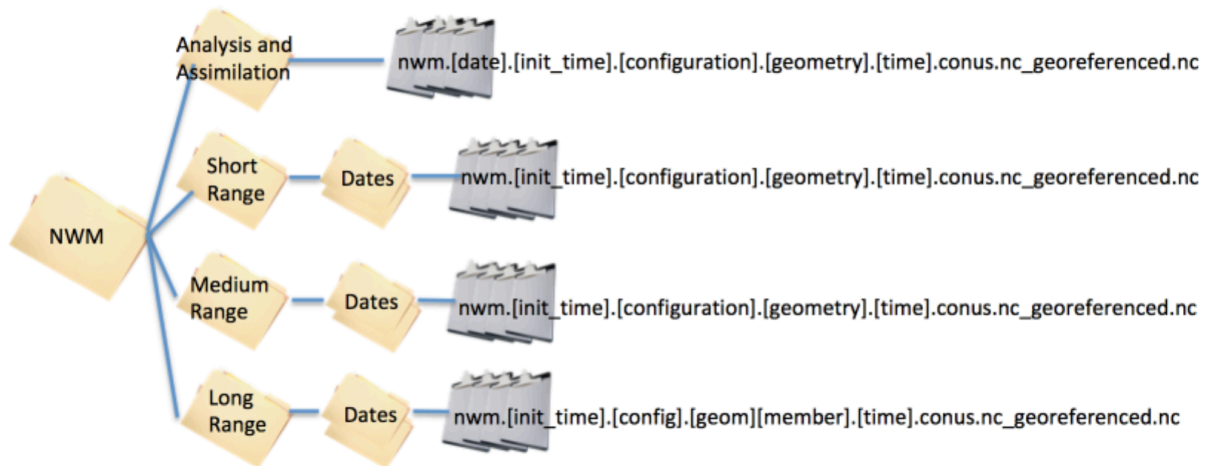 Analysis and
Assimilation
nwm.[date].[init_time].[configuration].[geometry].[time].conus.nc_georeferenced.nc
Short
Range
Dates
nwm.[init_time].[configuration].[geometry].[time].conus.nc_georeferenced.nc
NWM
Medium
Range
Dates
nwm.[init_time].[configuration].[geometry].[time].conus.nc_georeferenced.nc
Long
Range
Dates
nwm.[init_time].[config].[geom][member].[time].conus.nc_georeferenced.nc